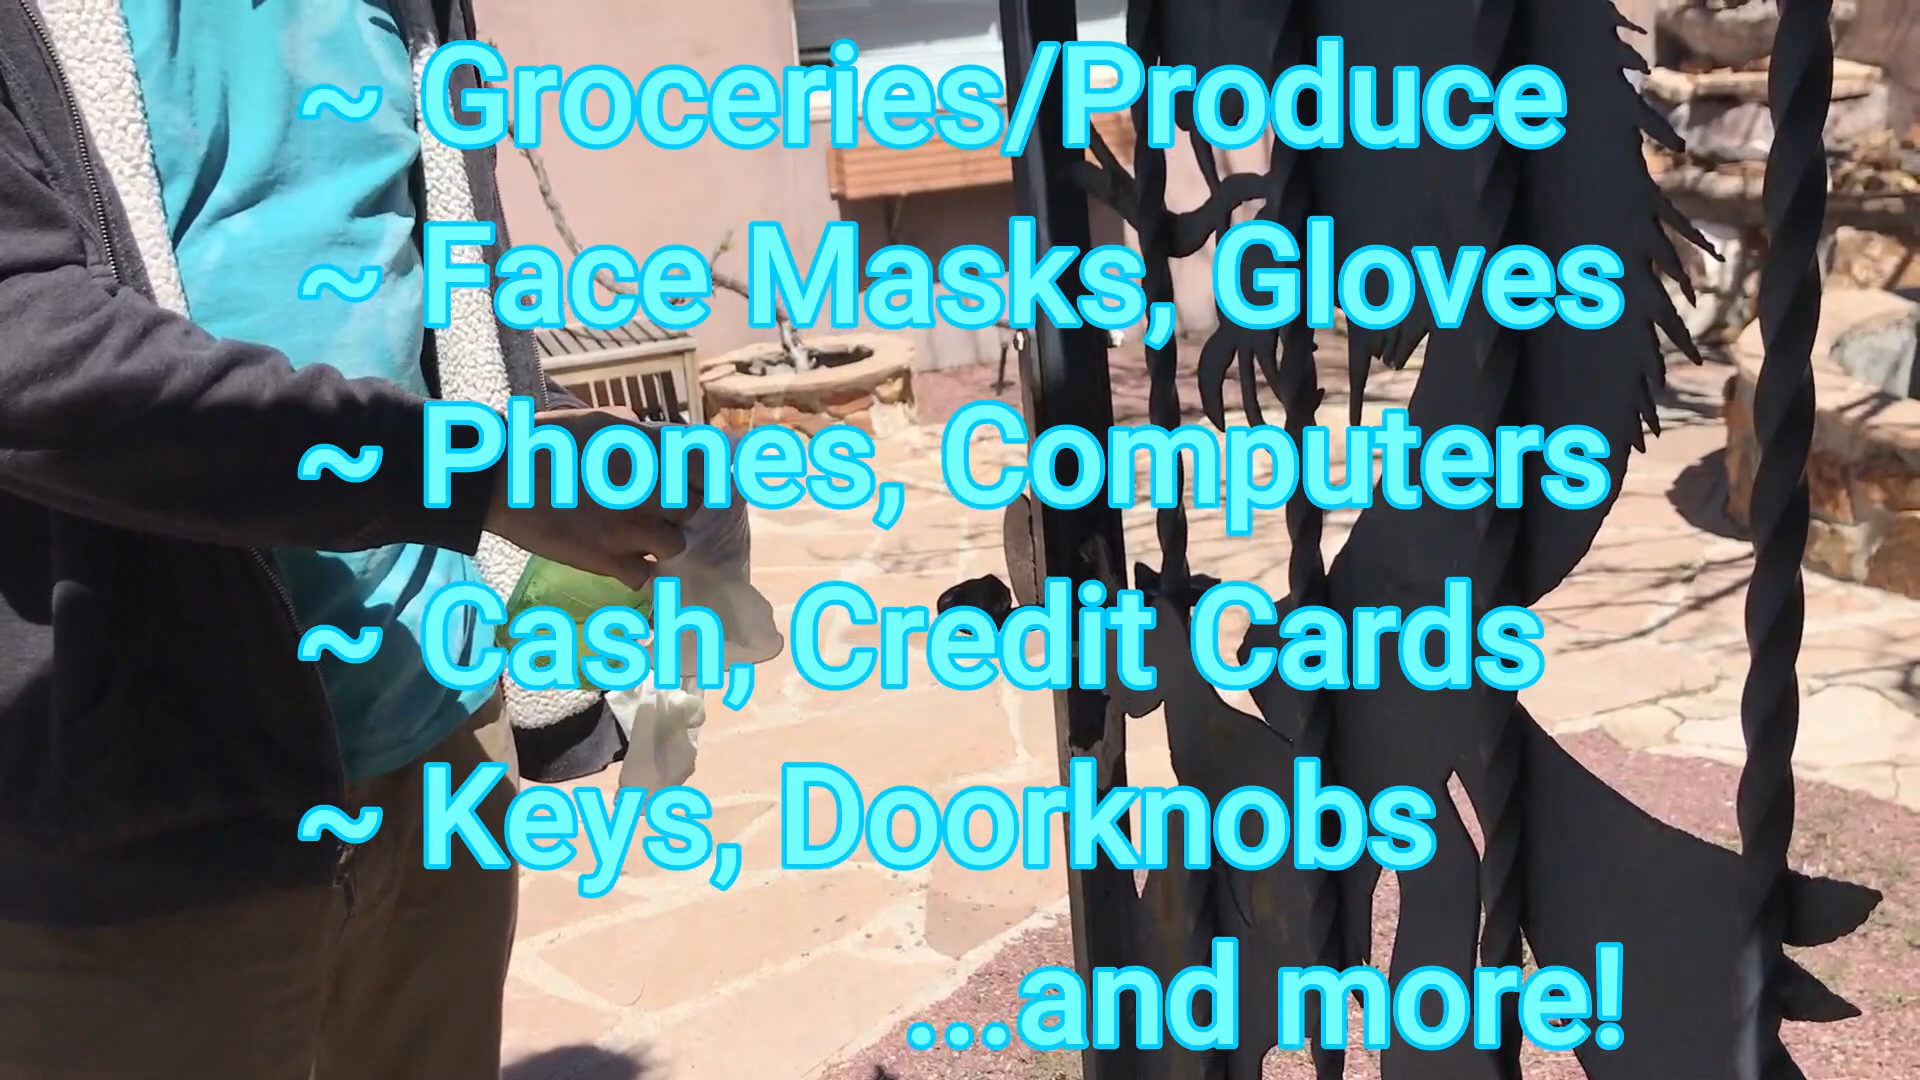 ~ Groceries/Produce
~ Face Masks, Gloves
~ Phones, Computers
~ Cash, Credit Cards
~ Keys, Doorknobs
...and more!